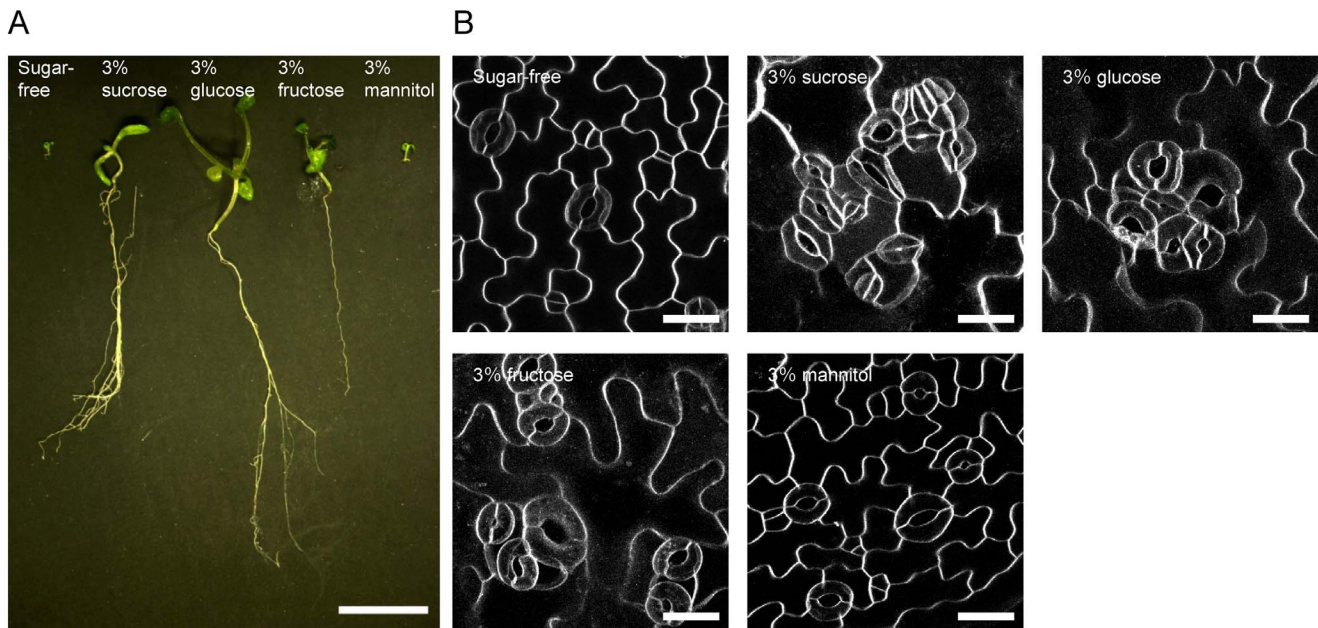 A
B
Sugar-
free
3%
sucrose
3%
glucose
3%
fructose
3%
mannitol
Sugar-free
3% sucrose
3% glucose
3% fructose
3% mannitol